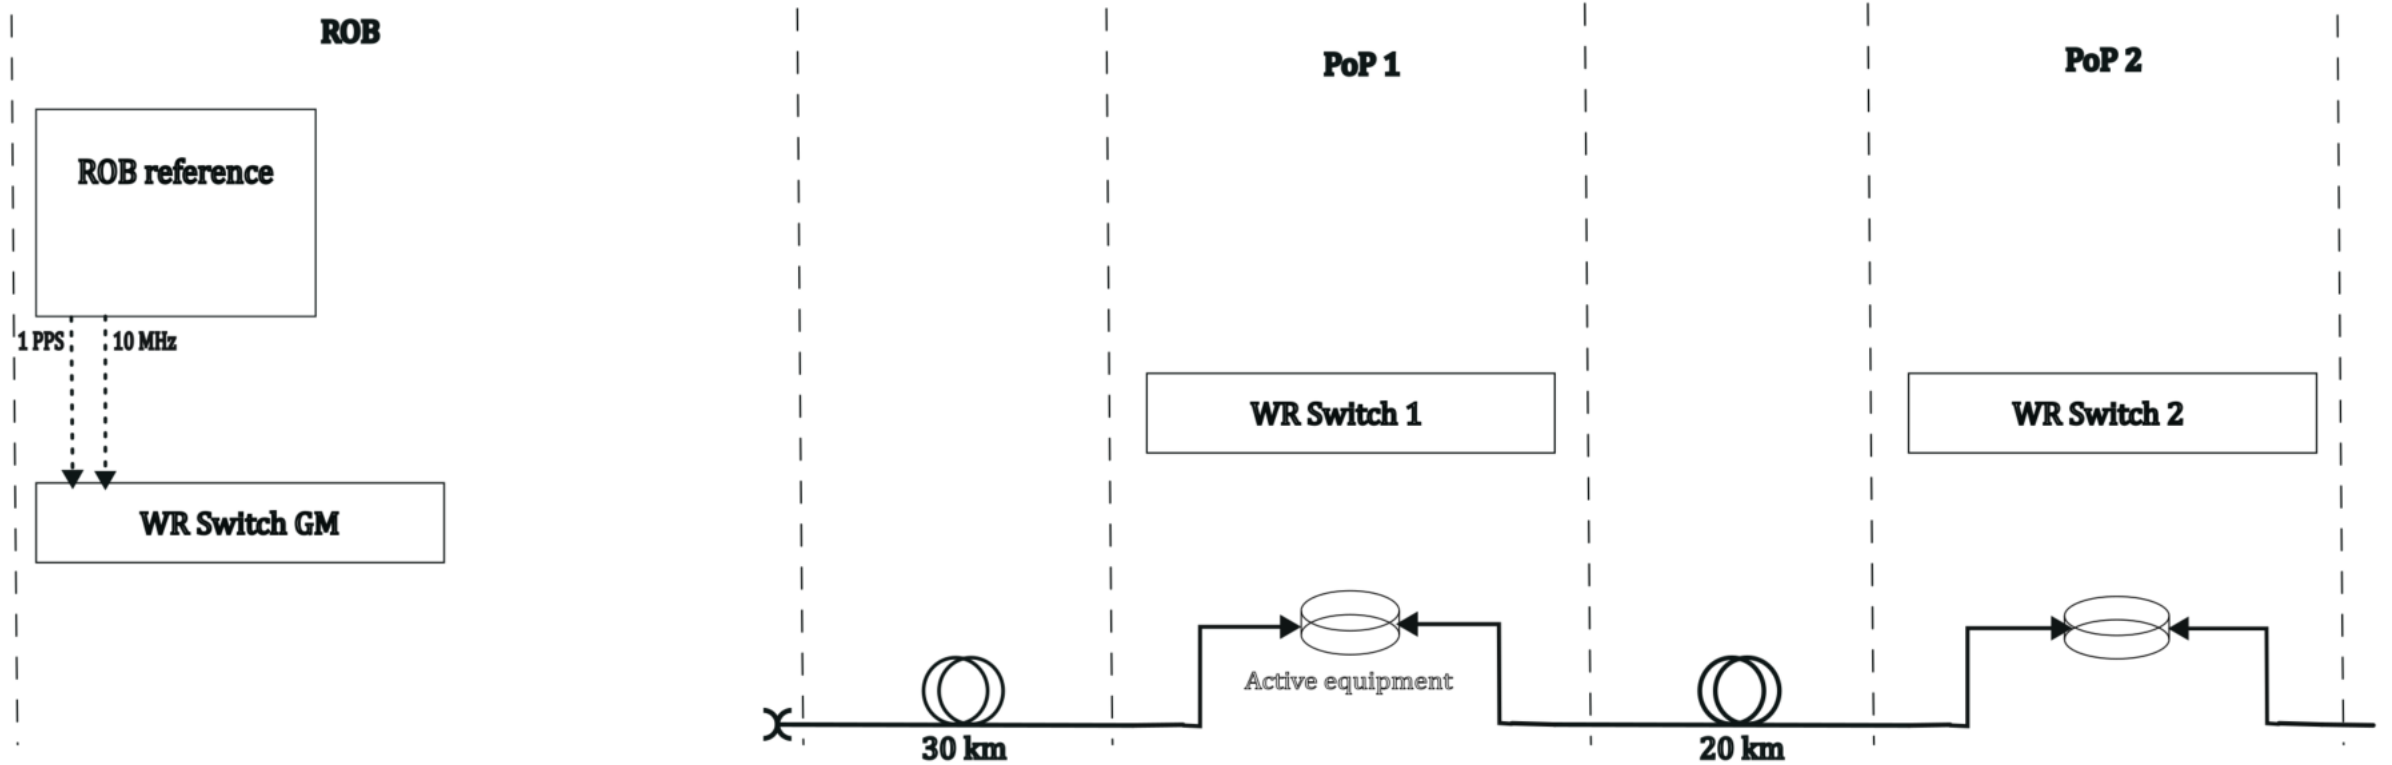 ROB
PoP 1
PoP 2
ROB reference
1 PPS
10 MHz
WR Switch 1
WR Switch 2
WR Switch GM
Active equipment
30 km
20 km